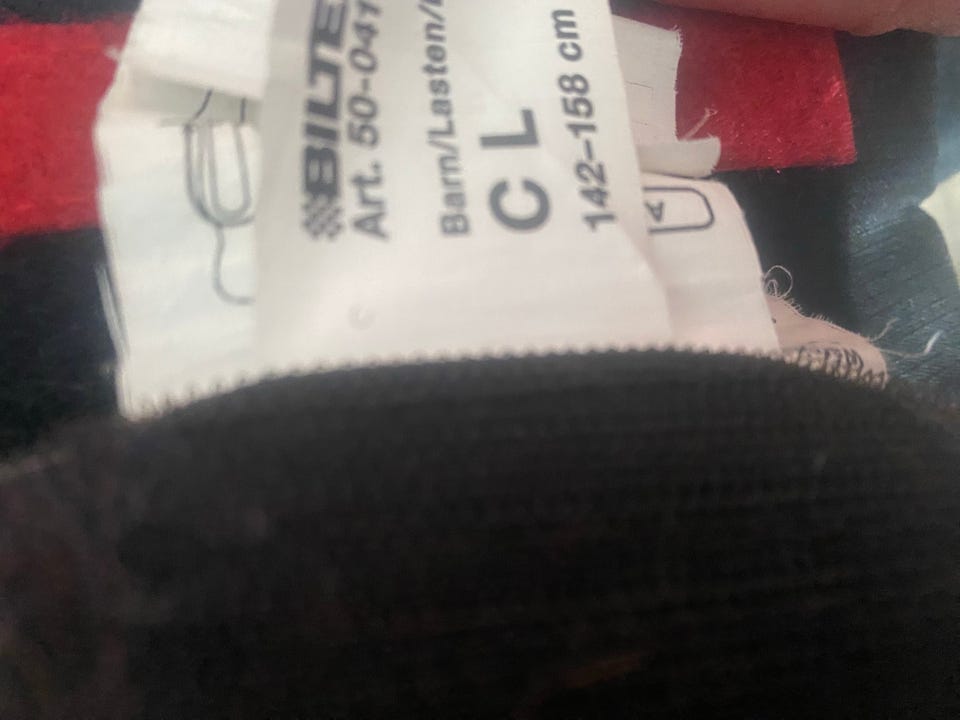 BILTE
Art. 50-041
Barn/Lasten/
C L
142–158 cm